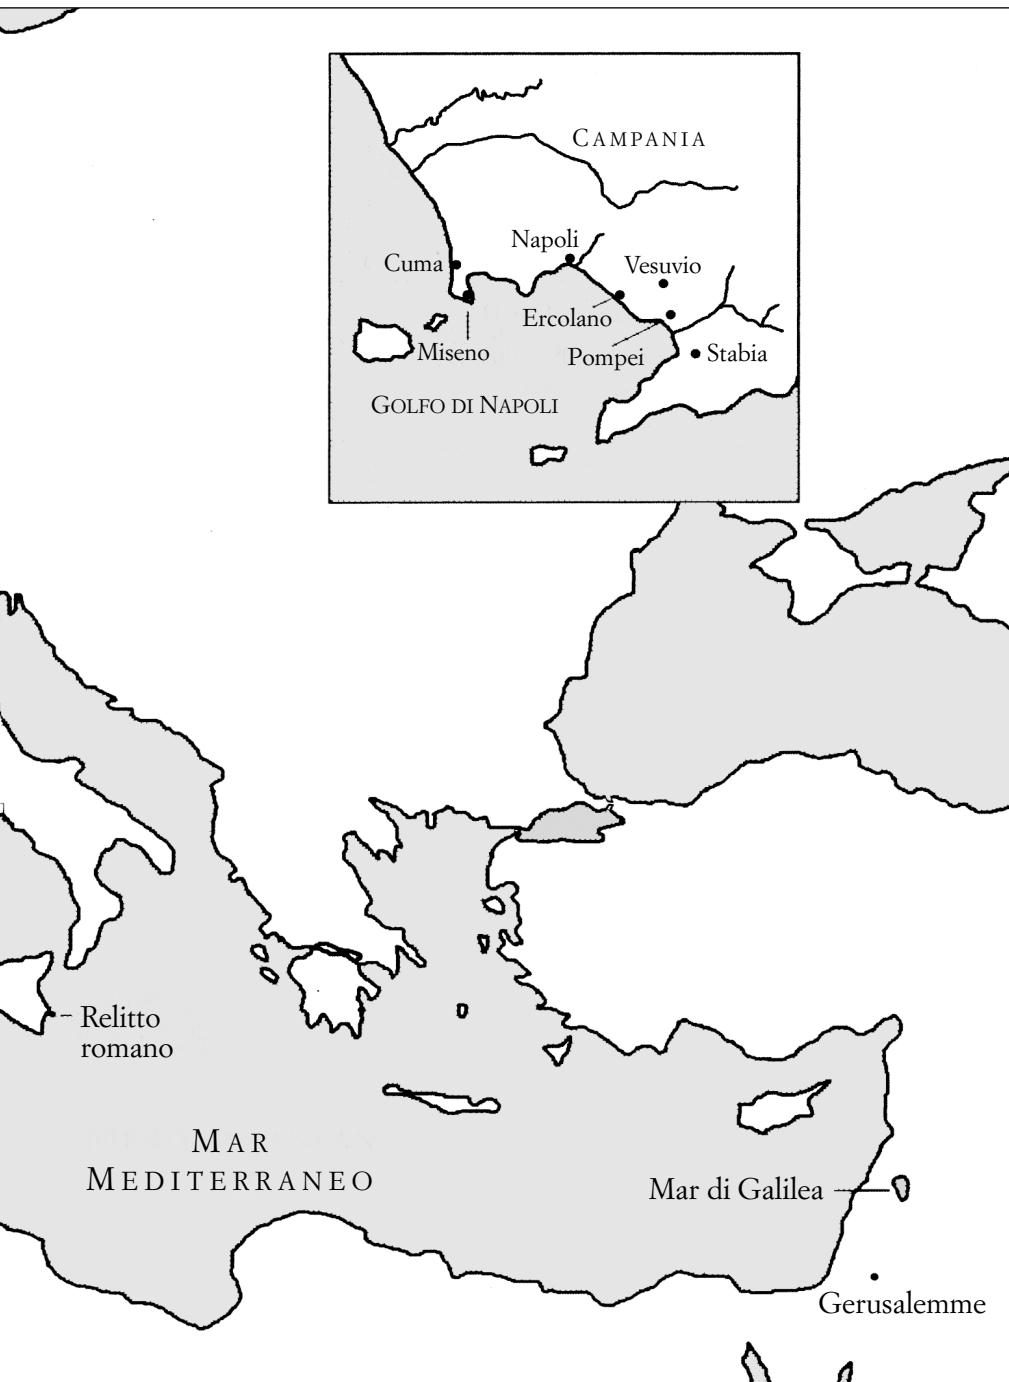 CAMPANIA
Napoli
Cuma
Vesuvio
Ercolano
Miseno
Pompei
Stabia
GOLFO DI NAPOLI
Relitto
romano
MAR
MEDITERRANEO
Mar di Galilea
Gerusalemme